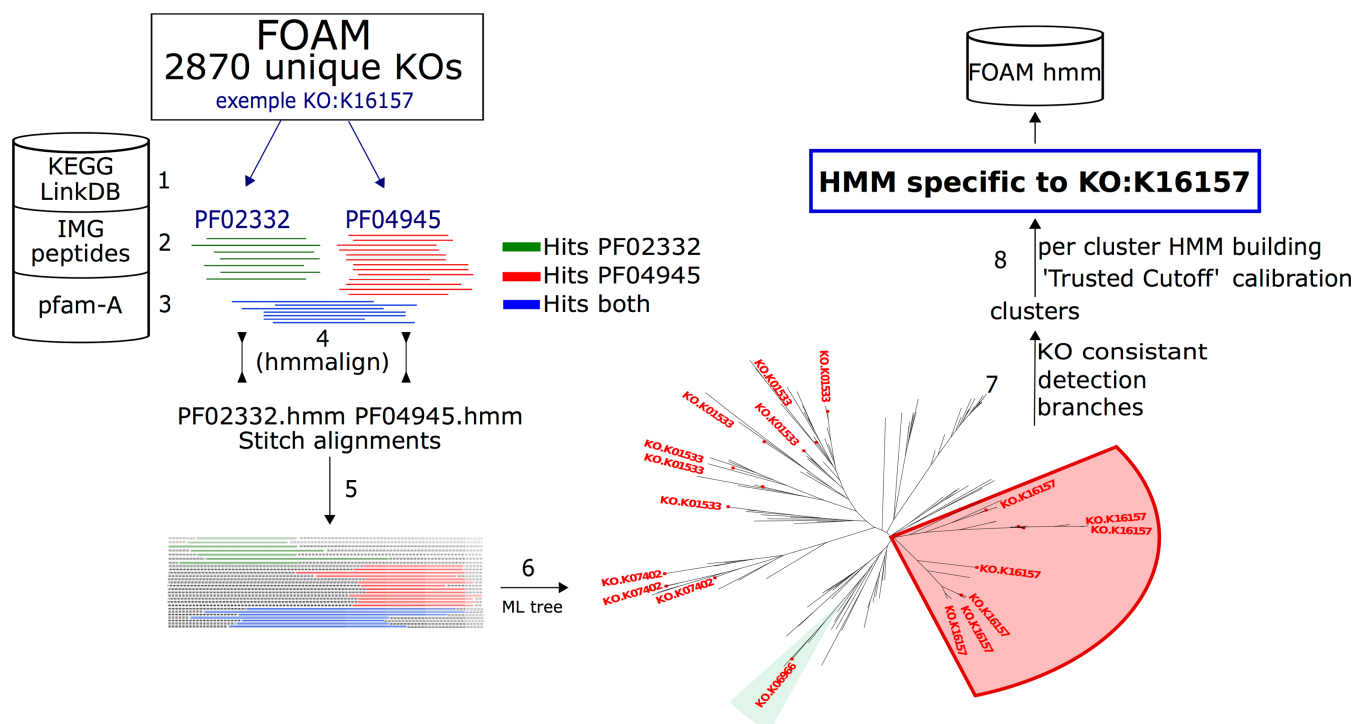 FOAM
2870 unique KOs
exemple KO:K16157
KEGG
LinkDB
1
IMG
peptides
2
pfam-A
3
PF02332
PF04945
Hits PF02332
Hits PF04945
Hits both
4
(hmmalign)
PF02332.hmm PF04945.hmm
Stitch alignments
5
6
ML tree
KO.K01533
KO.K01533
KO.K01533
KO.K01533
KO.K01533
KO.K01533
KO.K01533
KO.K07402
KO.K07402
KO.K07402
KO.K06966
KO.K16157
KO.K16157
KO.K16157
KO.K16157
KO.K16157
KO.K16157
KO.K16157
7
KO consistant
detection
branches
clusters
8
per cluster HMM building
'Trusted Cutoff' calibration
HMM specific to KO:K16157
FOAM hmm